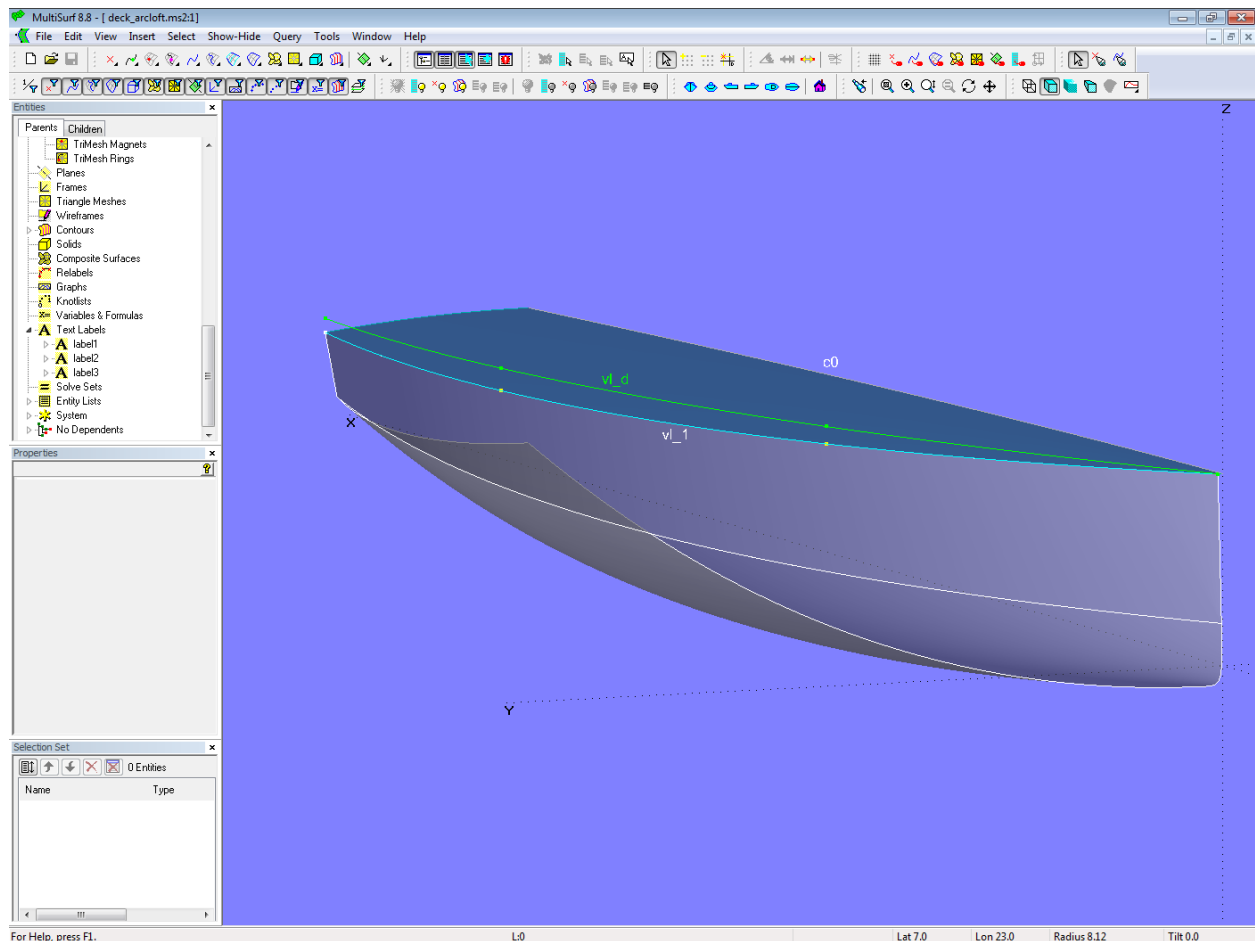 MultiSurf 8.8 - [ deck_arcloft.ms2:1]
File Edit View Insert Select Show-Hide Query Tools Window Help
Entities
Parents Children
TriMesh Magnets
TriMesh Rings
Planes
Frames
Triangle Meshes
Wireframes
Contours
Solids
Composite Surfaces
Relabels
Graphs
Knotlists
Variables & Formulas
Text Labels
label1
label2
label3
Solve Sets
Entity Lists
System
No Dependents
Properties
Selection Set
0 Entities
Name Type
Z
c0
vl_d
vl_1
X
Y
For Help, press F1. L:0 Lat 7.0 Lon 23.0 Radius 8.12 Tilt 0.0